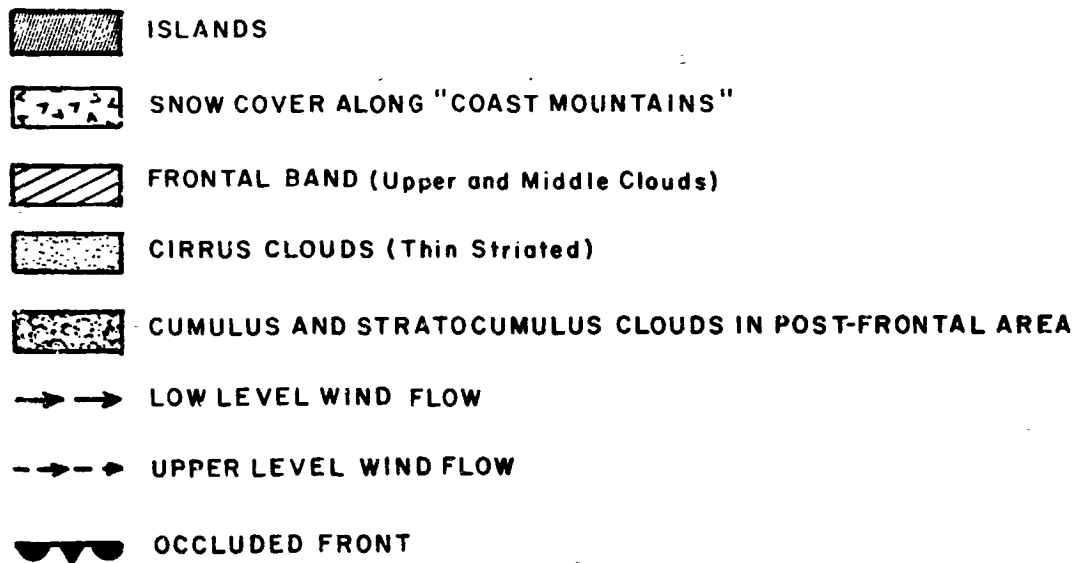 ISLANDS
SNOW COVER ALONG "COAST MOUNTAINS"
FRONTAL BAND (Upper and Middle Clouds)
CIRRUS CLOUDS (Thin Striated)
CUMULUS AND STRATOCUMULUS CLOUDS IN POST-FRONTAL AREA
LOW LEVEL WIND FLOW
UPPER LEVEL WIND FLOW
OCCLUDED FRONT